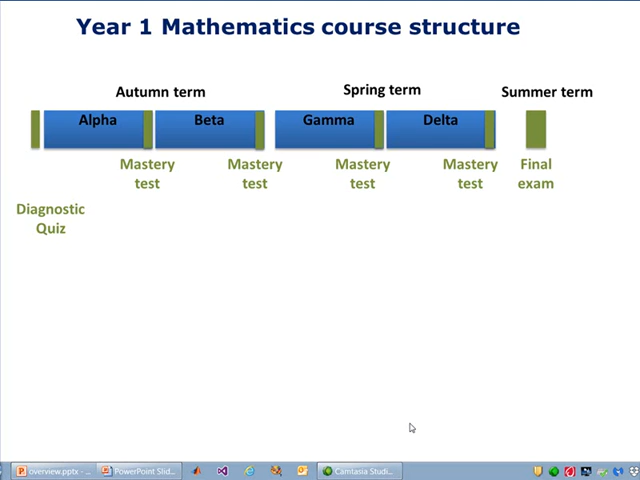 Year 1 Mathematics course structure
Autumn term
Spring term
Summer term
Alpha
Beta
Gamma
Delta
Mastery
test
Mastery
test
Mastery
test
Mastery
test
Final
exam
Diagnostic
Quiz
overview.pptx - ...
PowerPoint Slid...
Camtasia Studi...